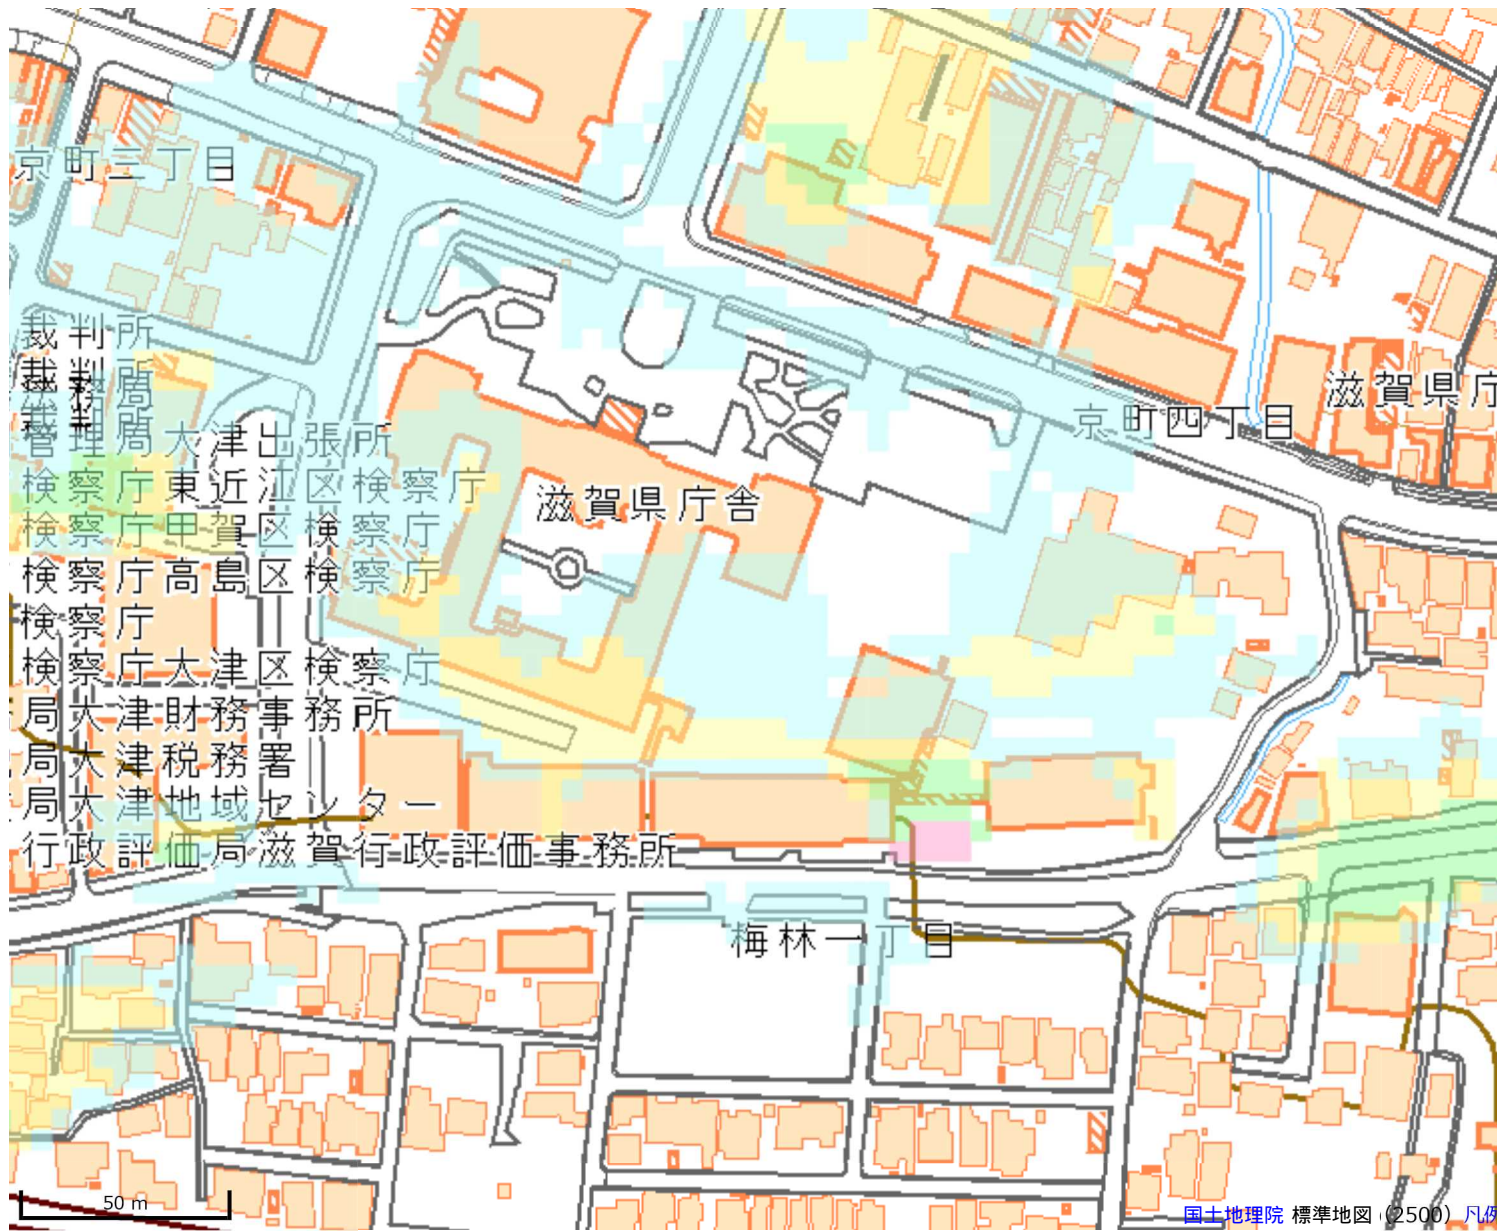 京町三丁目
裁判所
裁判所
裁判所
管理局大津出張所
検察庁東近江区検察庁
検察庁甲賀区検察庁
検察庁高島区検察庁
検察庁
検察庁大津区検察庁
局大津財務事務所
局大津税務署
局大津地域センター
行政評価局滋賀行政評価事務所
滋賀県庁舎
京町四丁目
滋賀県庁
梅林一丁目
50 m
国土地理院 標準地図 (2500) 凡例